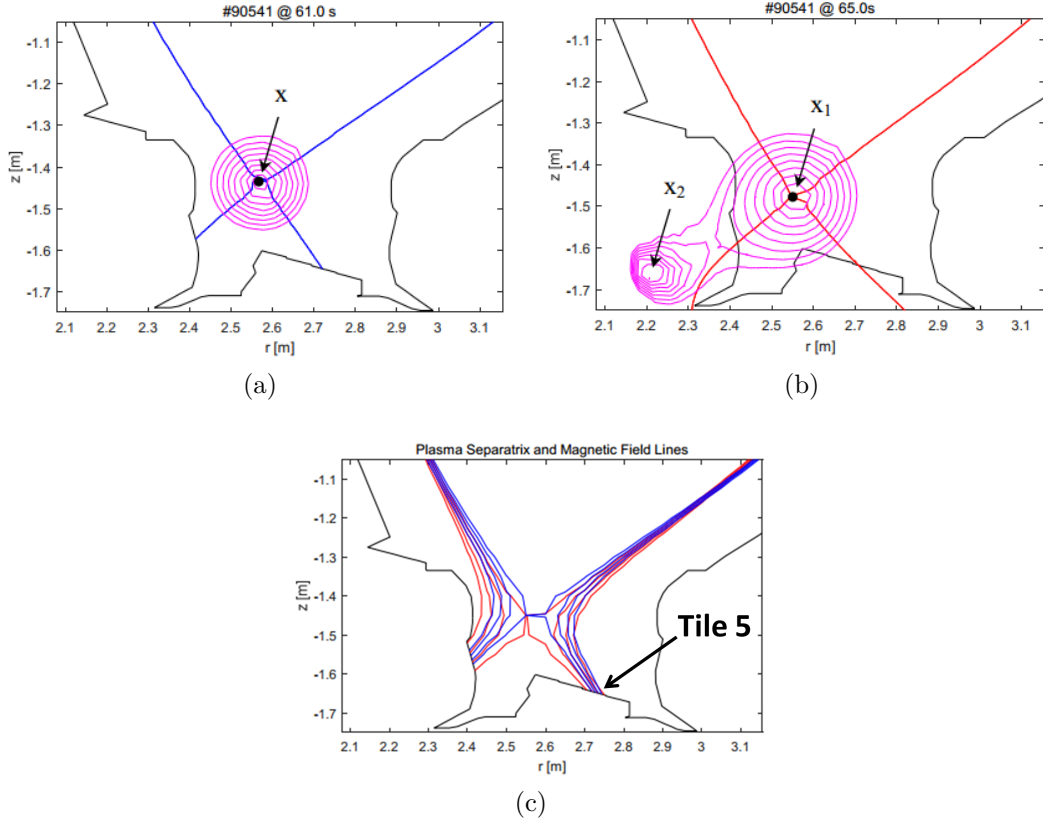 #90541 @ 61.0 s
-1.1
-1.2
-1.3
-1.4
-1.5
-1.6
-1.7
z [m]
x
2.1 2.2 2.3 2.4 2.5 2.6 2.7 2.8 2.9 3 3.1
r [m]
(a)
#90541 @ 65.0s
-1.1
-1.2
-1.3
-1.4
-1.5
-1.6
-1.7
z [m]
x1
x2
2.1 2.2 2.3 2.4 2.5 2.6 2.7 2.8 2.9 3 3.1
r [m]
(b)
Plasma Separatrix and Magnetic Field Lines
-1.1
-1.2
-1.3
-1.4
-1.5
-1.6
-1.7
z [m]
Tile 5
2.1 2.2 2.3 2.4 2.5 2.6 2.7 2.8 2.9 3 3.1
r [m]
(c)